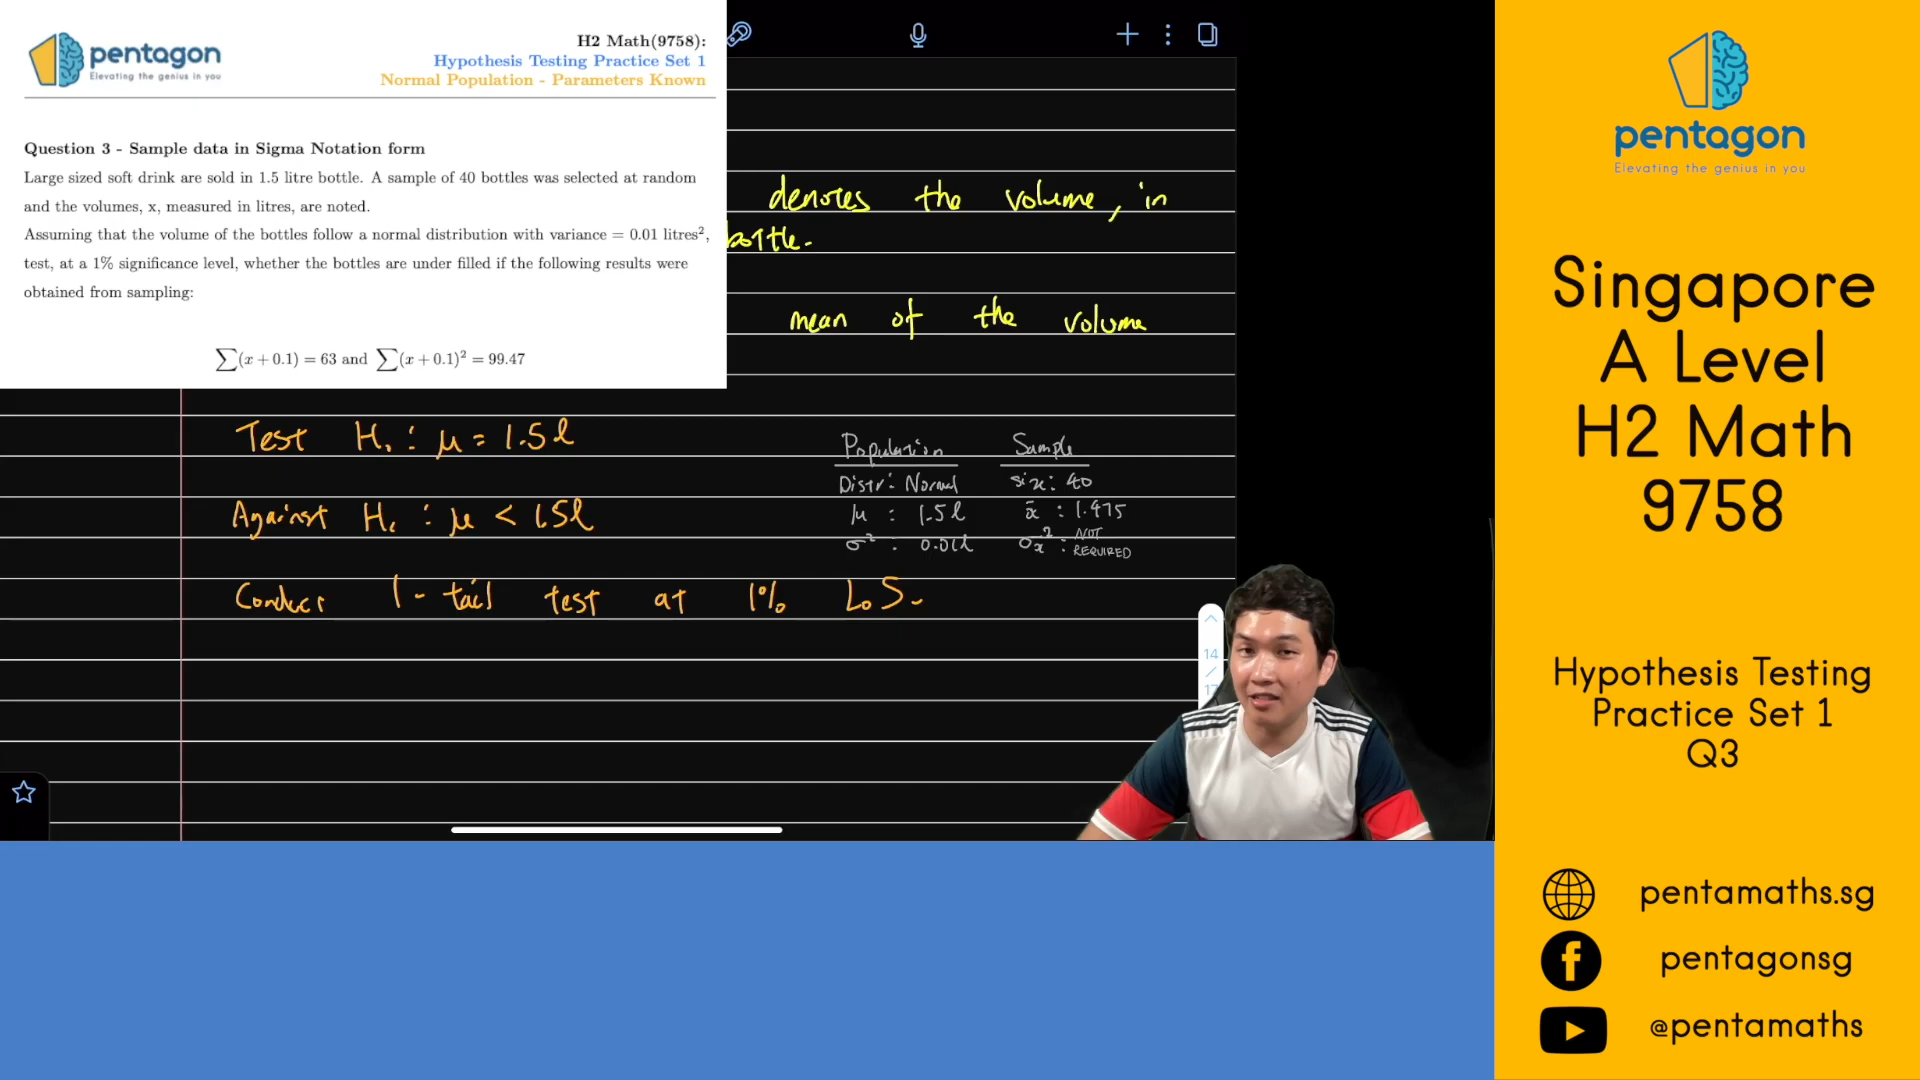 pentagon
Elevating the genius in you
H2 Math(9758):
Hypothesis Testing Practice Set 1
Normal Population - Parameters Known
Question 3 - Sample data in Sigma Notation form
Large sized soft drink are sold in 1.5 litre bottle. A sample of 40 bottles was selected at random
and the volumes, x, measured in litres, are noted.
Assuming that the volume of the bottles follow a normal distribution with variance = 0.01 litres²,
test, at a 1% significance level, whether the bottles are under filled if the following results were
obtained from sampling:
∑(x + 0.1) = 63 and ∑(x + 0.1)² = 99.47
denotes the volume, in
bottle.
mean of the volume
Test H₀ : μ = 1.5l
Against H₁ : μ < 1.5l
Conduct 1-tail test at 1% LoS.
Population
Distr: Normal
μ : 1.5l
σ² : 0.01l
Sample
size: 40
x̄ : 1.475
σₓ² : NOT REQUIRED
14
/
17
pentagon
Elevating the genius in you
Singapore
A Level
H2 Math
9758
Hypothesis Testing
Practice Set 1
Q3
pentamaths.sg
pentagonsg
@pentamaths